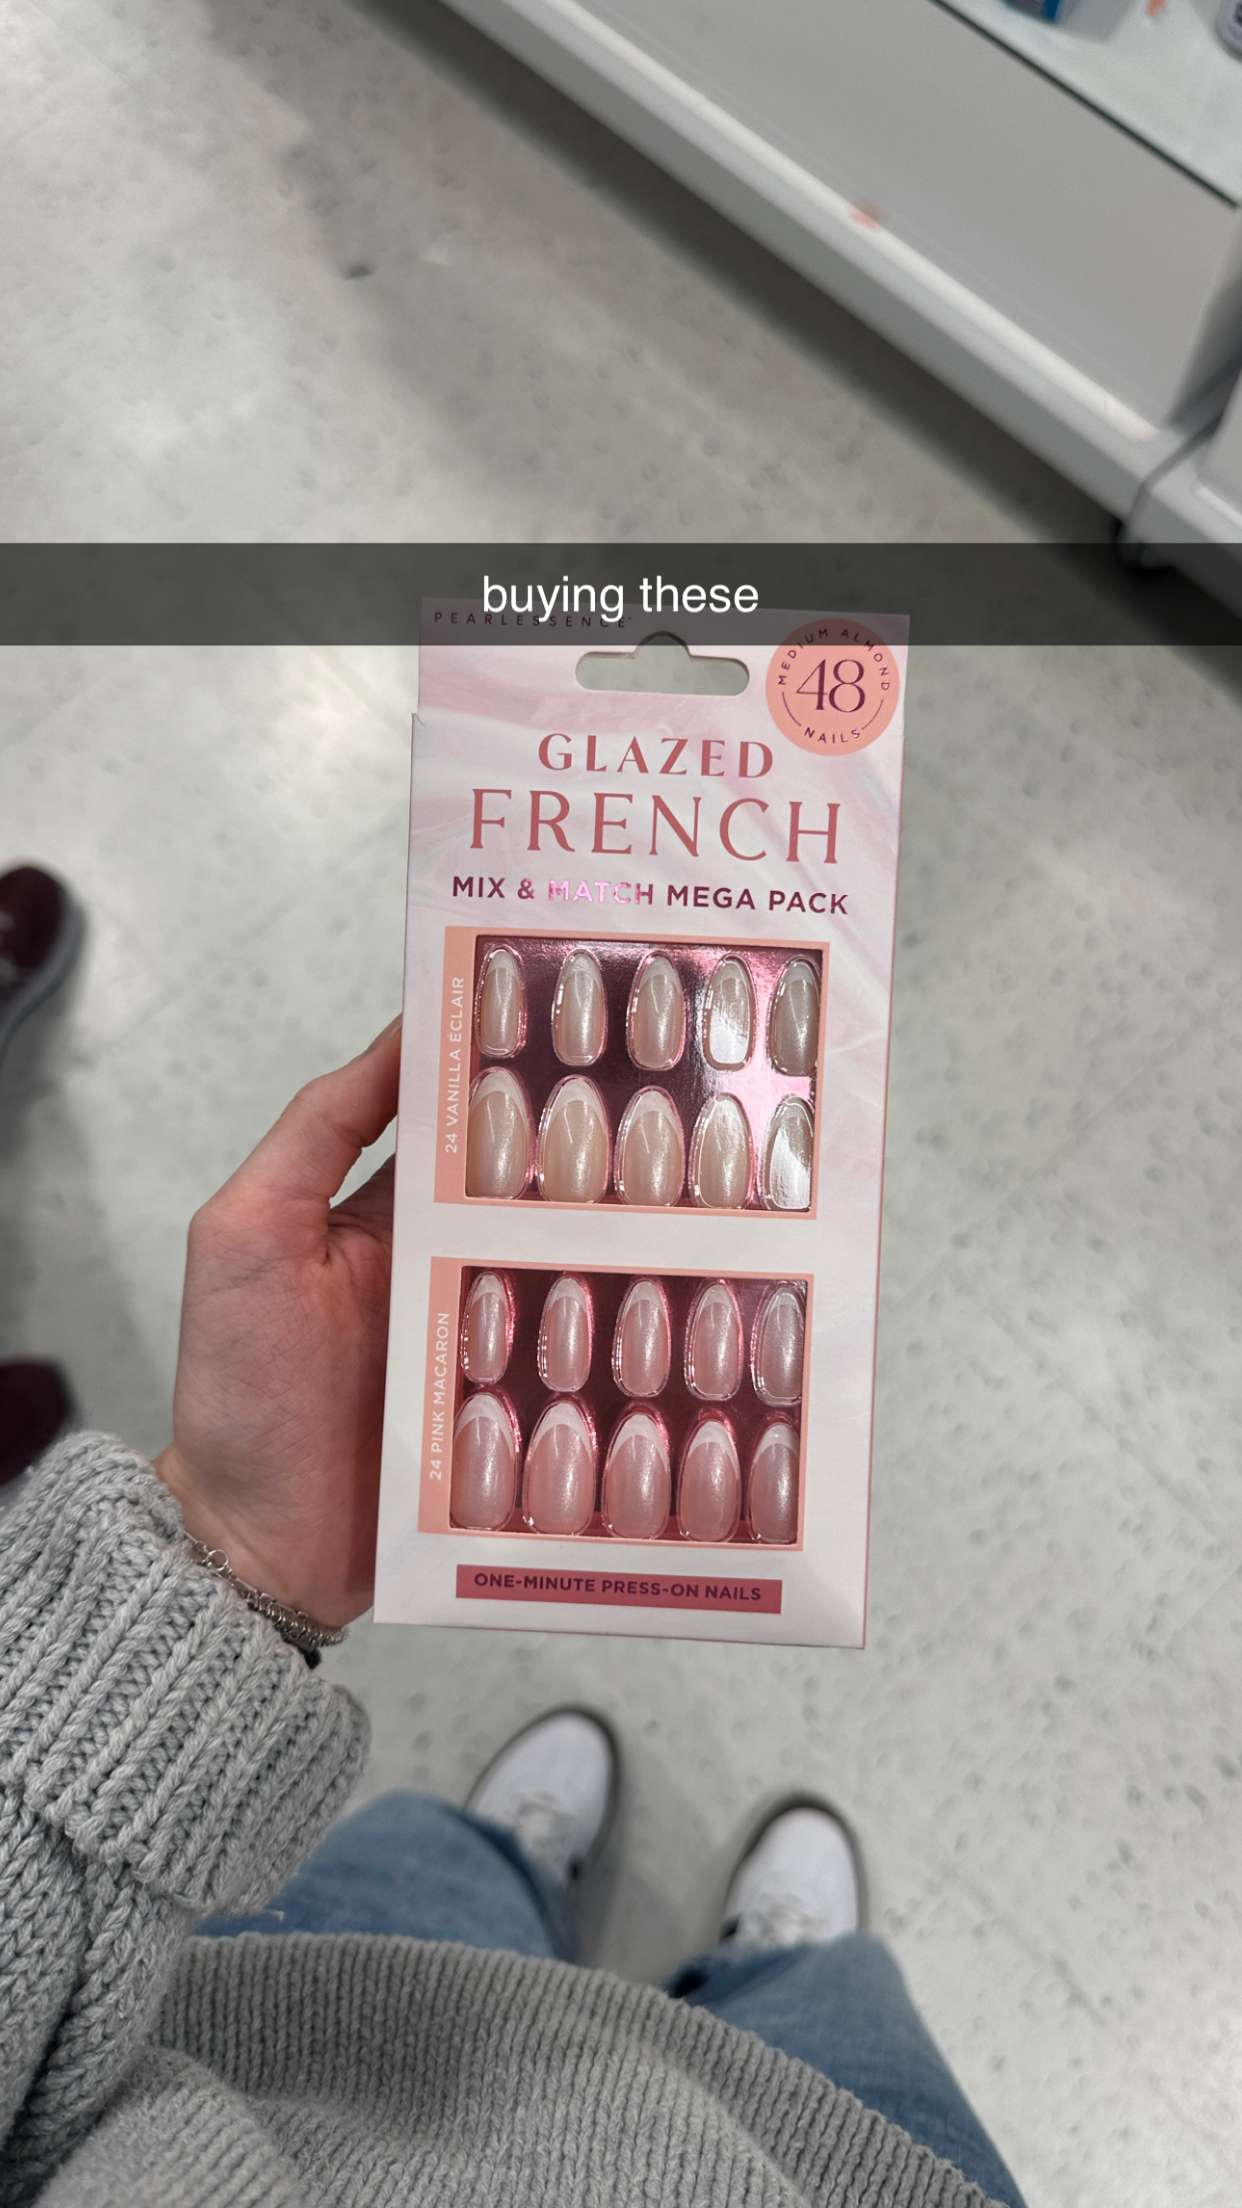 buying these
PEARLESSENCE
MEDIUM ALMOND
48
NAILS
GLAZED
FRENCH
MIX & MATCH MEGA PACK
24 VANILLA ÉCLAIR
24 PINK MACARON
ONE-MINUTE PRESS-ON NAILS